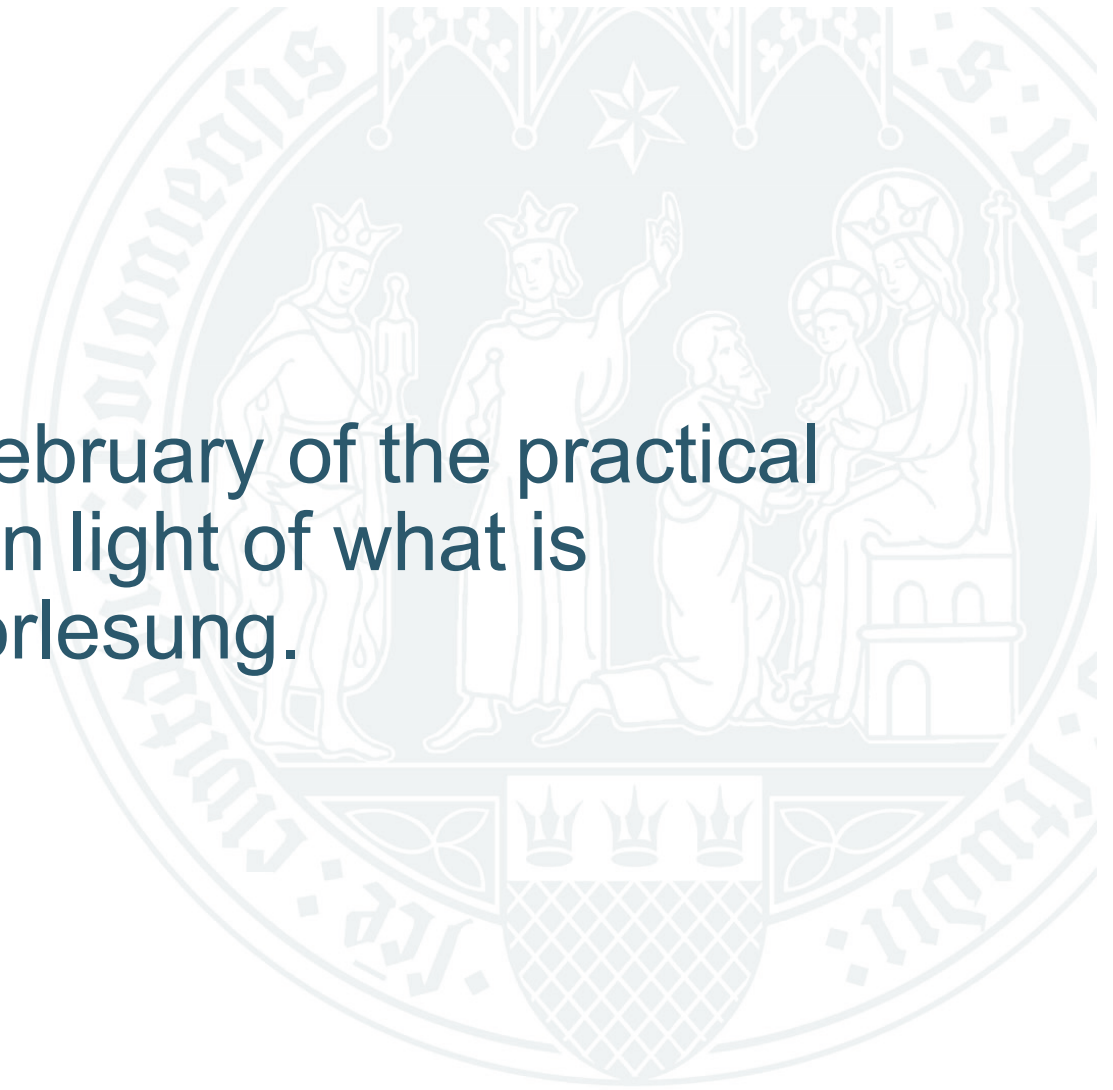 ebruary of the practical
n light of what is
orlesung.